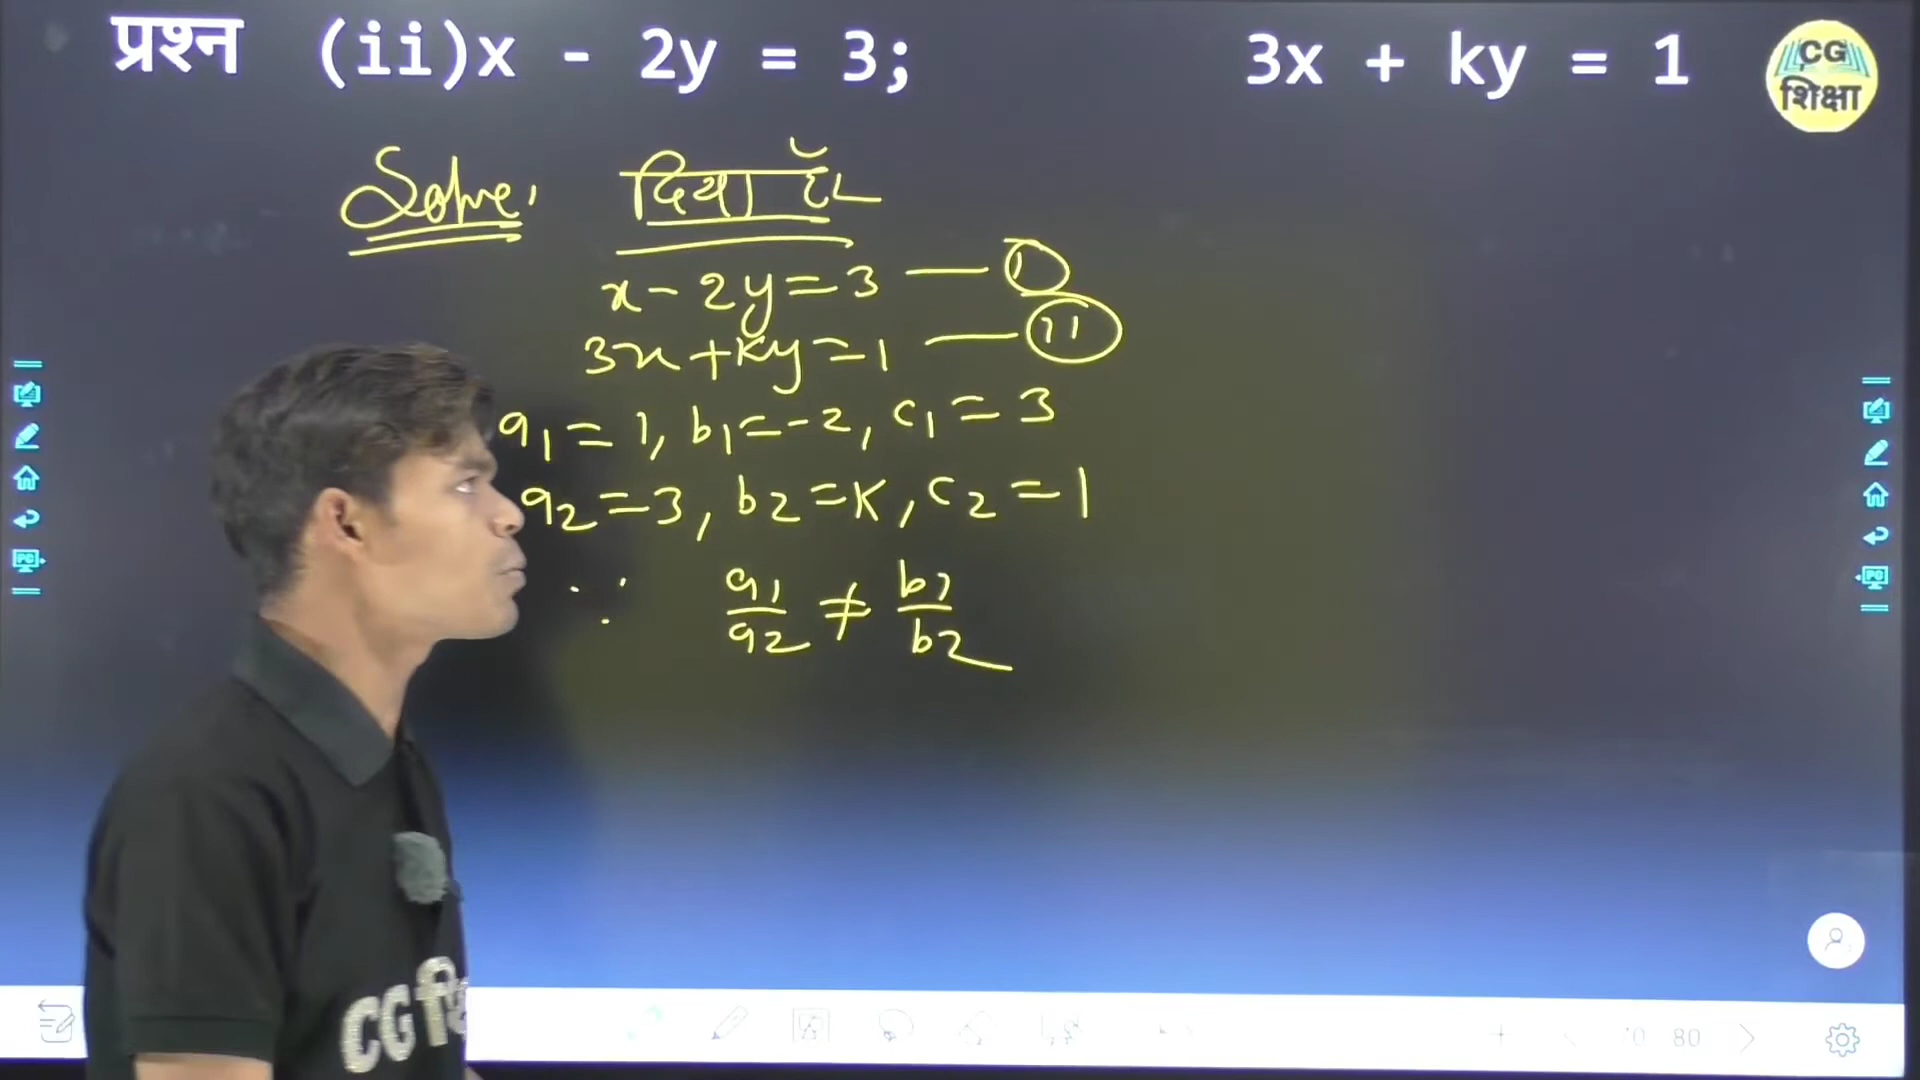 प्रश्न (ii)x - 2y = 3; 3x + ky = 1
CG
शिक्षा
Solve, दिया है
x - 2y = 3 — (i)
3x + ky = 1 — (ii)
a1 = 1, b1 = -2, c1 = 3
a2 = 3, b2 = K, c2 = 1
∵ a1/a2 ≠ b1/b2
CG
80